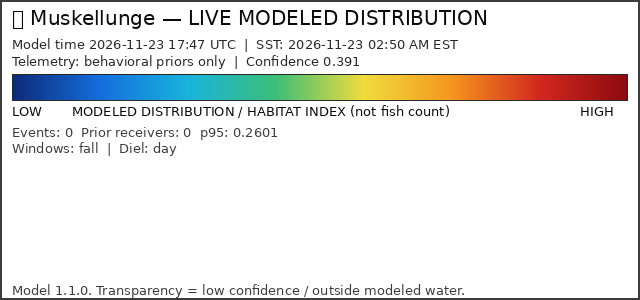 Muskellunge — LIVE MODELED DISTRIBUTION
Model time 2026-11-23 17:47 UTC | SST: 2026-11-23 02:50 AM EST
Telemetry: behavioral priors only | Confidence 0.391
LOW MODELED DISTRIBUTION / HABITAT INDEX (not fish count) HIGH
Events: 0 Prior receivers: 0 p95: 0.2601
Windows: fall | Diel: day
Model 1.1.0. Transparency = low confidence / outside modeled water.